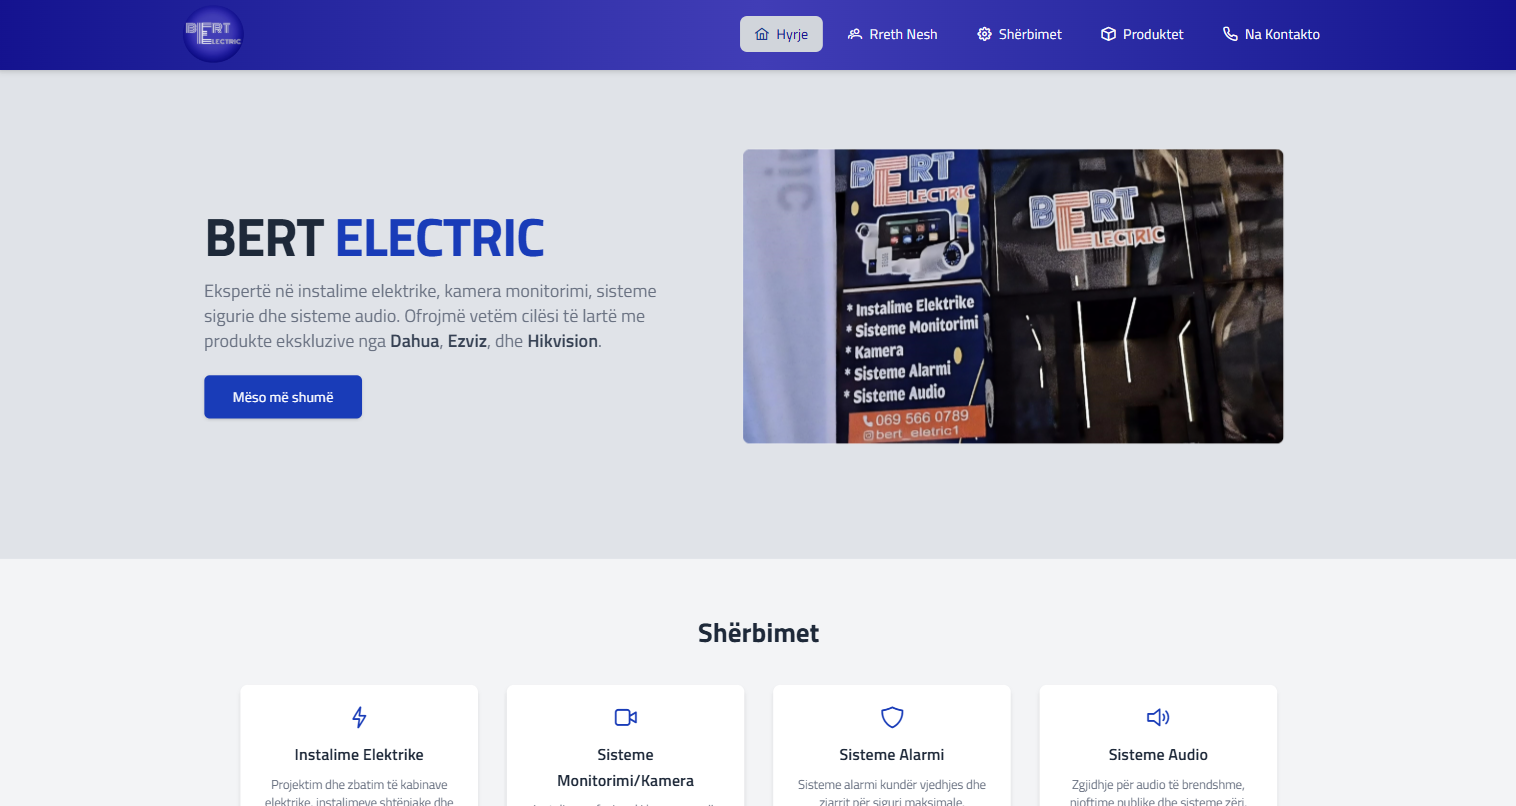 BERT
ELECTRIC
Hyrje
Rreth Nesh
Shërbimet
Produktet
Na Kontakto
BERT ELECTRIC
Ekspertë në instalime elektrike, kamera monitorimi, sisteme
sigurie dhe sisteme audio. Ofrojmë vetëm cilësi të lartë me
produkte ekskluzive nga Dahua, Ezviz, dhe Hikvision.
Mëso më shumë
BERT
ELECTRIC
* Instalime Elektrike
* Sisteme Monitorimi
* Kamera
* Sisteme Alarmi
* Sisteme Audio
069 566 0789
bert_eletric1
BERT
ELECTRIC
Shërbimet
Instalime Elektrike
Projektim dhe zbatim të kabinave
elektrike, instalimeve shtëpiake dhe
Sisteme
Monitorimi/Kamera
Sisteme Alarmi
Sisteme alarmi kundër vjedhjes dhe
zjarrit për siguri maksimale.
Sisteme Audio
Zgjidhje për audio të brendshme,
njoftime publike dhe sisteme zëri.